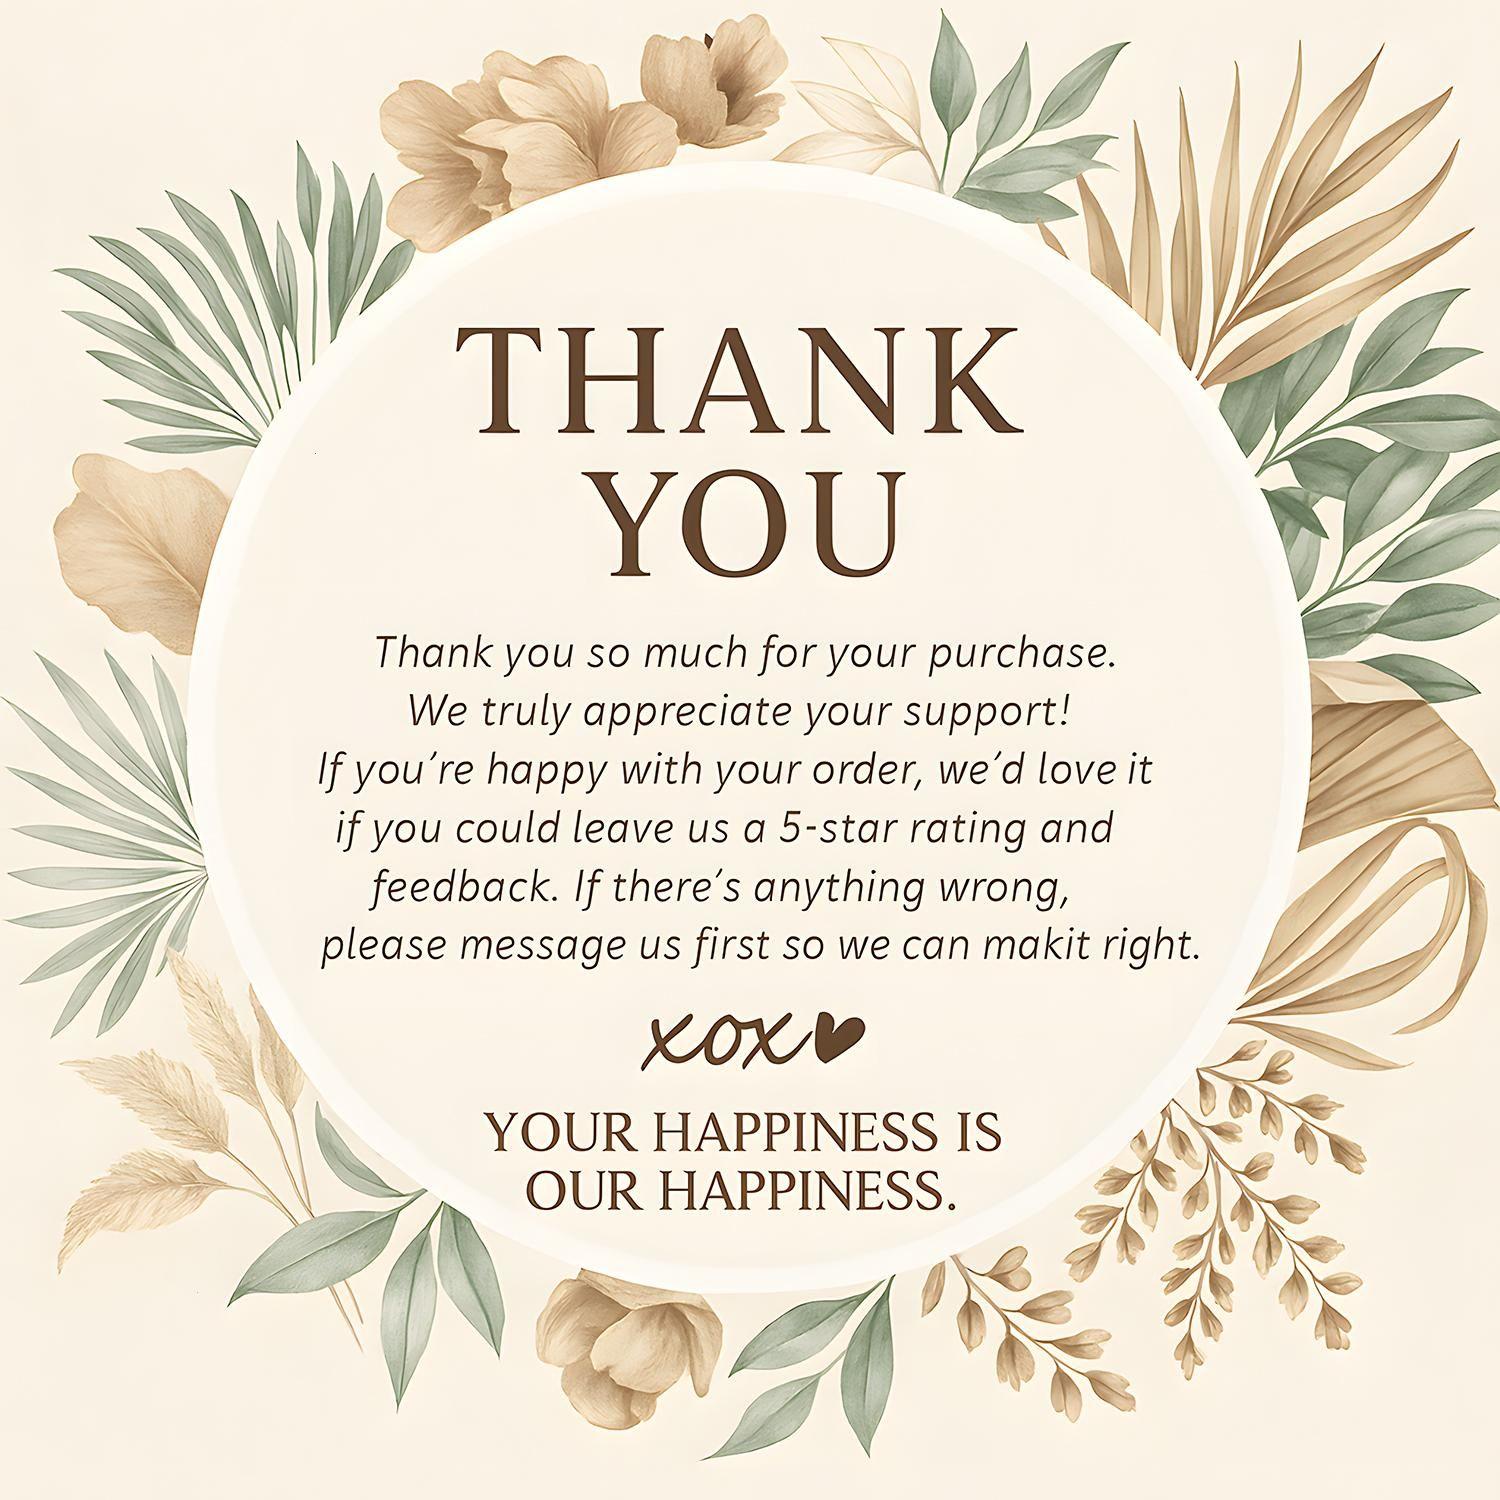 THANK
YOU
Thank you so much for your purchase.
We truly appreciate your support!
If you’re happy with your order, we’d love it
if you could leave us a 5-star rating and
feedback. If there’s anything wrong,
please message us first so we can makit right.
xox♥
YOUR HAPPINESS IS
OUR HAPPINESS.